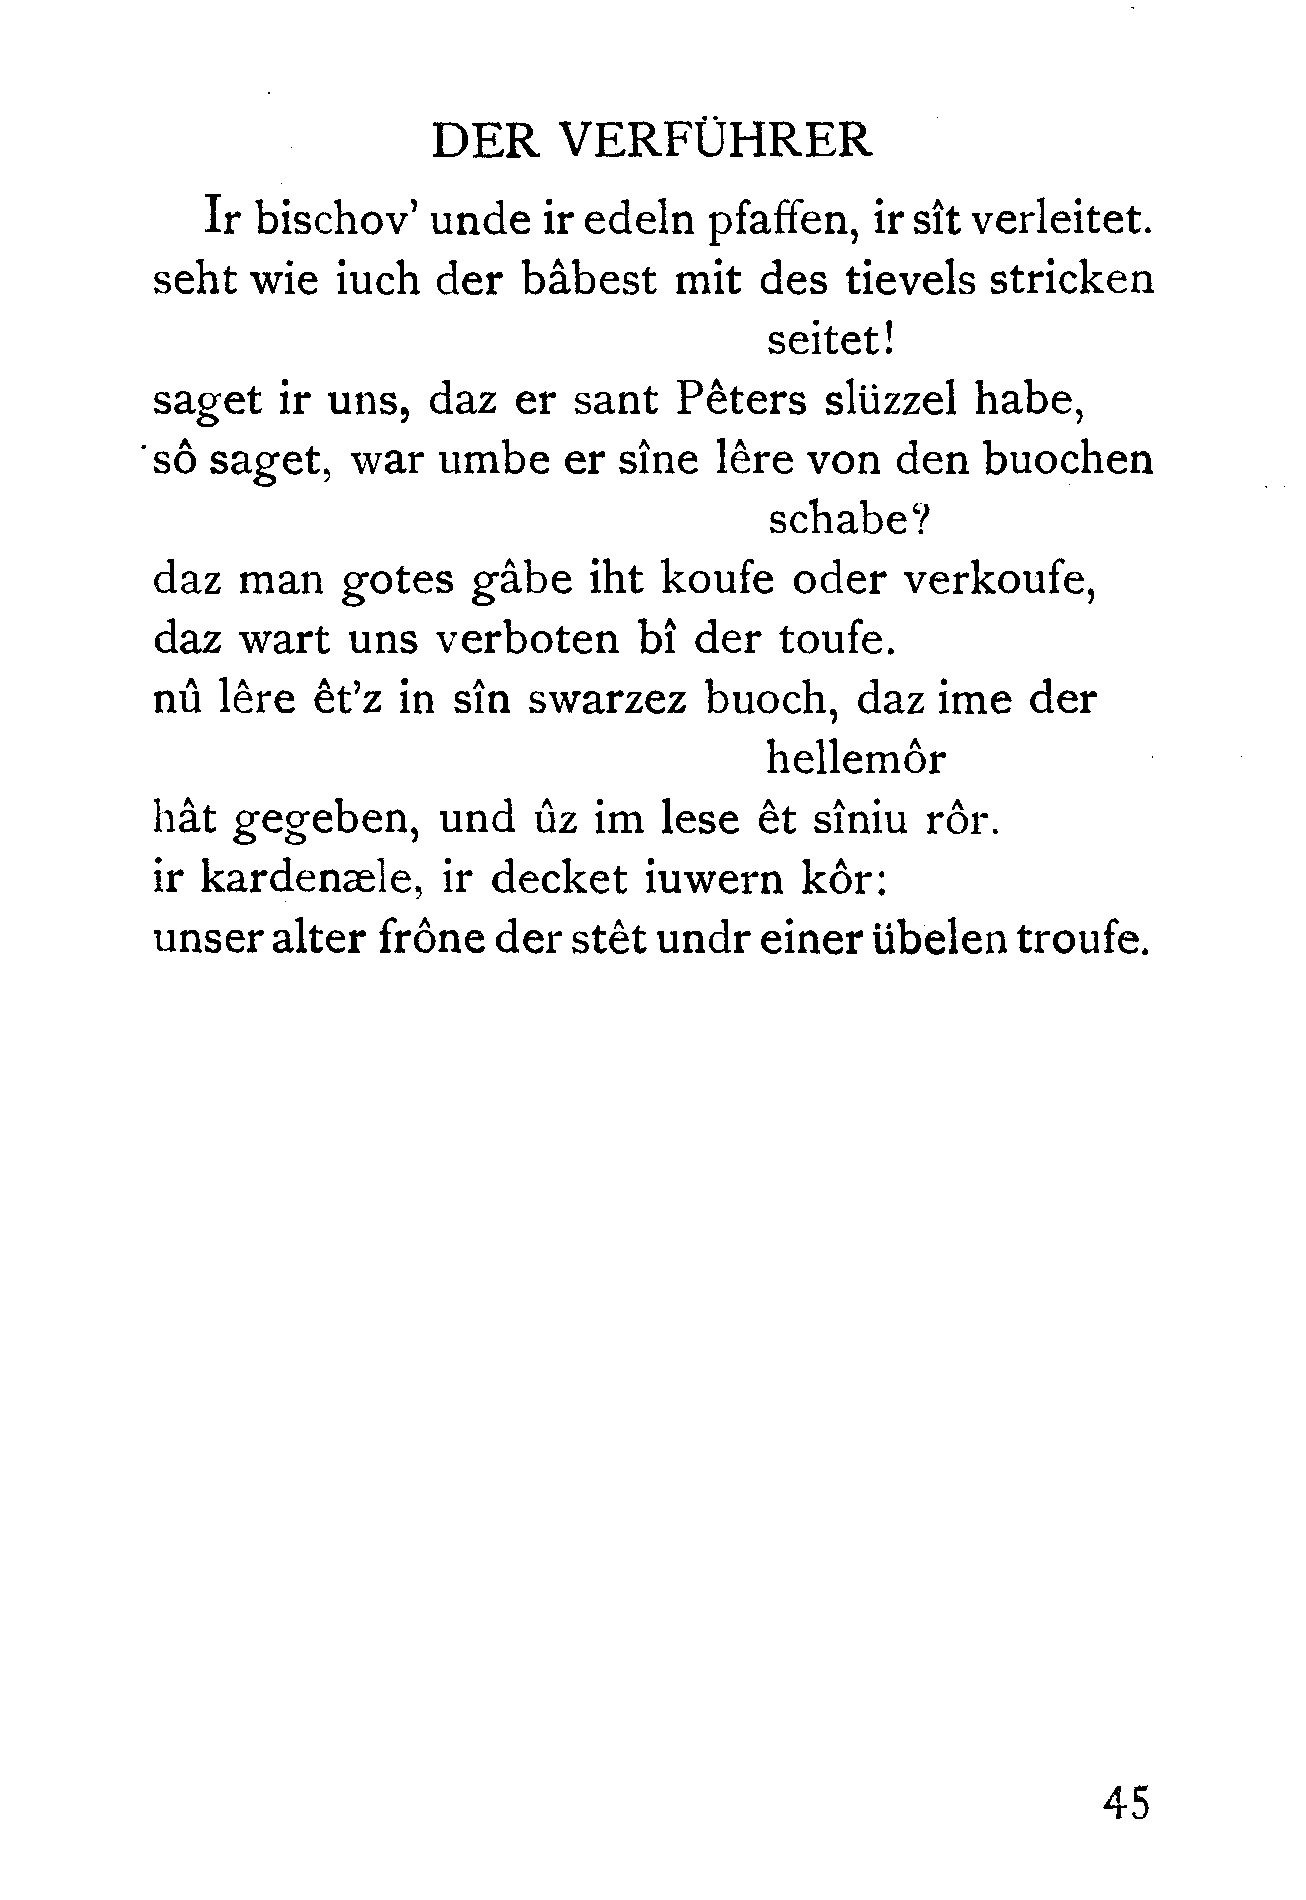 DER VERFÜHRER
Ir bischov’ unde ir edeln pfaffen, ir sît verleitet.
seht wie iuch der bâbest mit des tievels stricken
seitet!
saget ir uns, daz er sant Pêters slüzzel habe,
sô saget, war umbe er sîne lêre von den buochen
schabe?
daz man gotes gâbe iht koufe oder verkoufe,
daz wart uns verboten bî der toufe.
nû lêre êt’z in sîn swarzez buoch, daz ime der
hellemôr
hât gegeben, und ûz im lese êt sîniu rôr.
ir kardenæle, ir decket iuwern kôr:
unser alter frône der stêt undr einer übelen troufe.
45